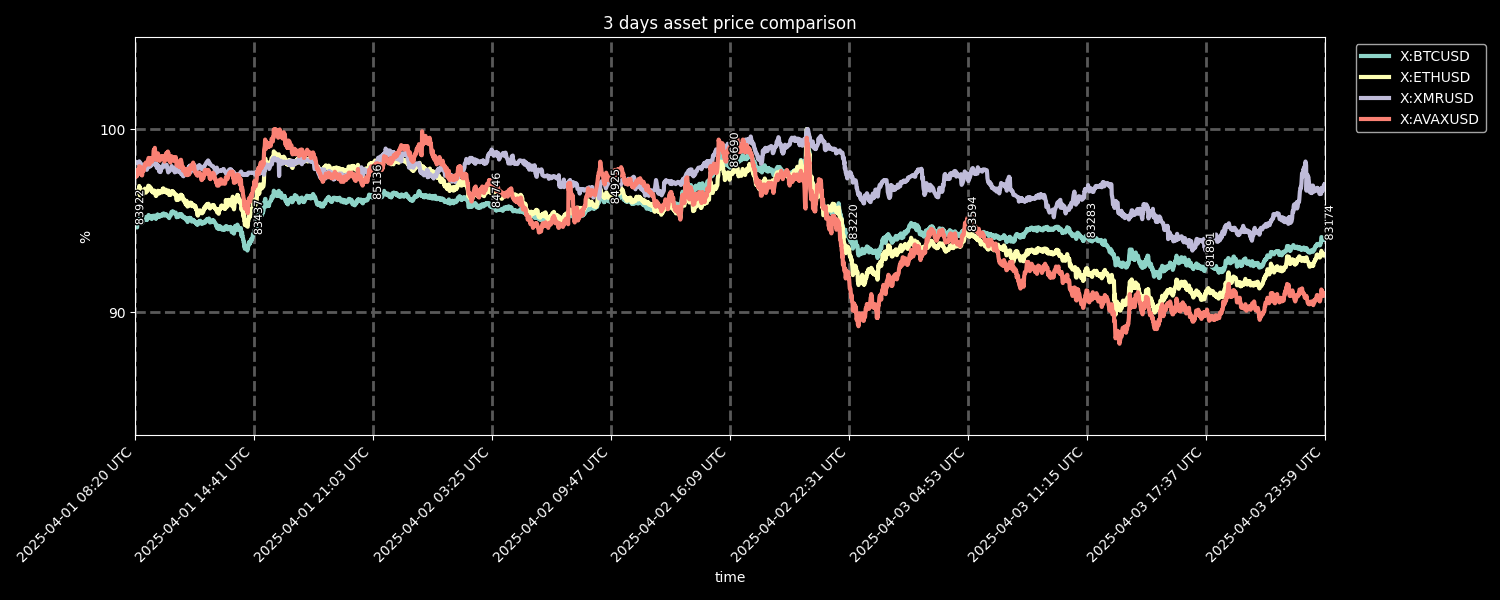 3 days asset price comparison
X:BTCUSD
X:ETHUSD
X:XMRUSD
X:AVAXUSD
100
90
%
83922
83437
85136
84746
84925
86690
83220
83594
83283
81891
83174
2025-04-01 08:20 UTC
2025-04-01 14:41 UTC
2025-04-01 21:03 UTC
2025-04-02 03:25 UTC
2025-04-02 09:47 UTC
2025-04-02 16:09 UTC
2025-04-02 22:31 UTC
2025-04-03 04:53 UTC
2025-04-03 11:15 UTC
2025-04-03 17:37 UTC
2025-04-03 23:59 UTC
time